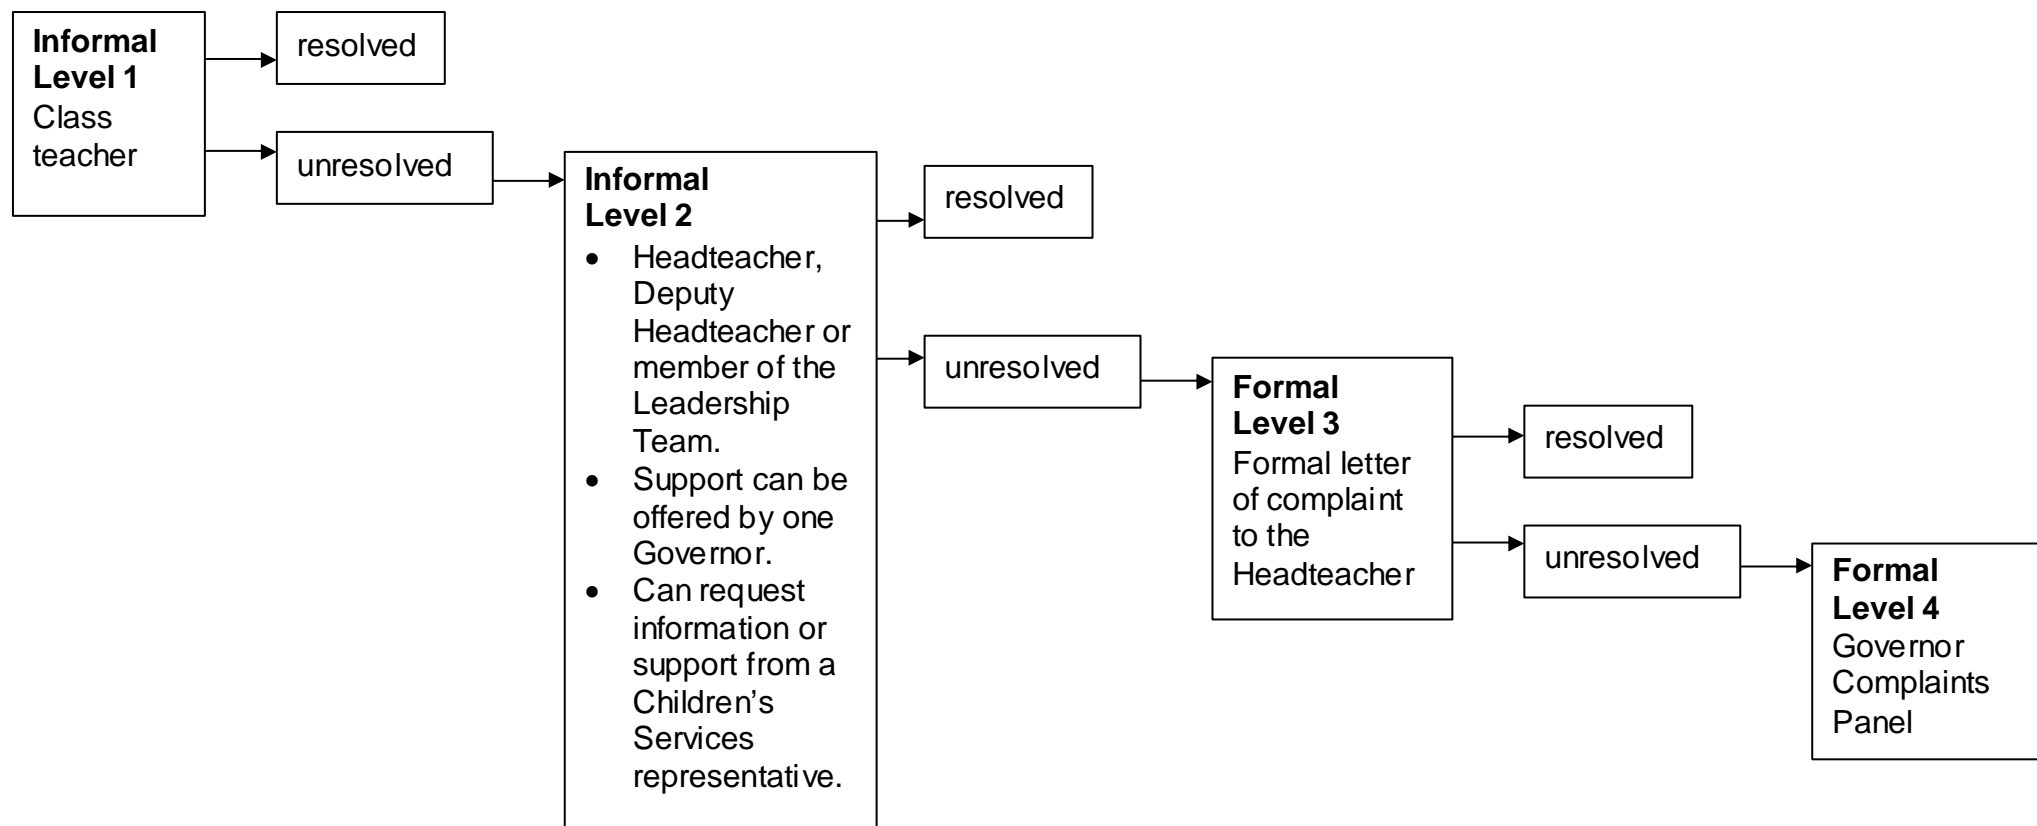 Informal
Level 1
Class
teacher
resolved
unresolved
Informal
Level 2
• Headteacher,
Deputy
Headteacher or
member of the
Leadership
Team.
• Support can be
offered by one
Governor.
• Can request
information or
support from a
Children’s
Services
representative.
resolved
unresolved
Formal
Level 3
Formal letter
of complaint
to the
Headteacher
resolved
unresolved
Formal
Level 4
Governor
Complaints
Panel